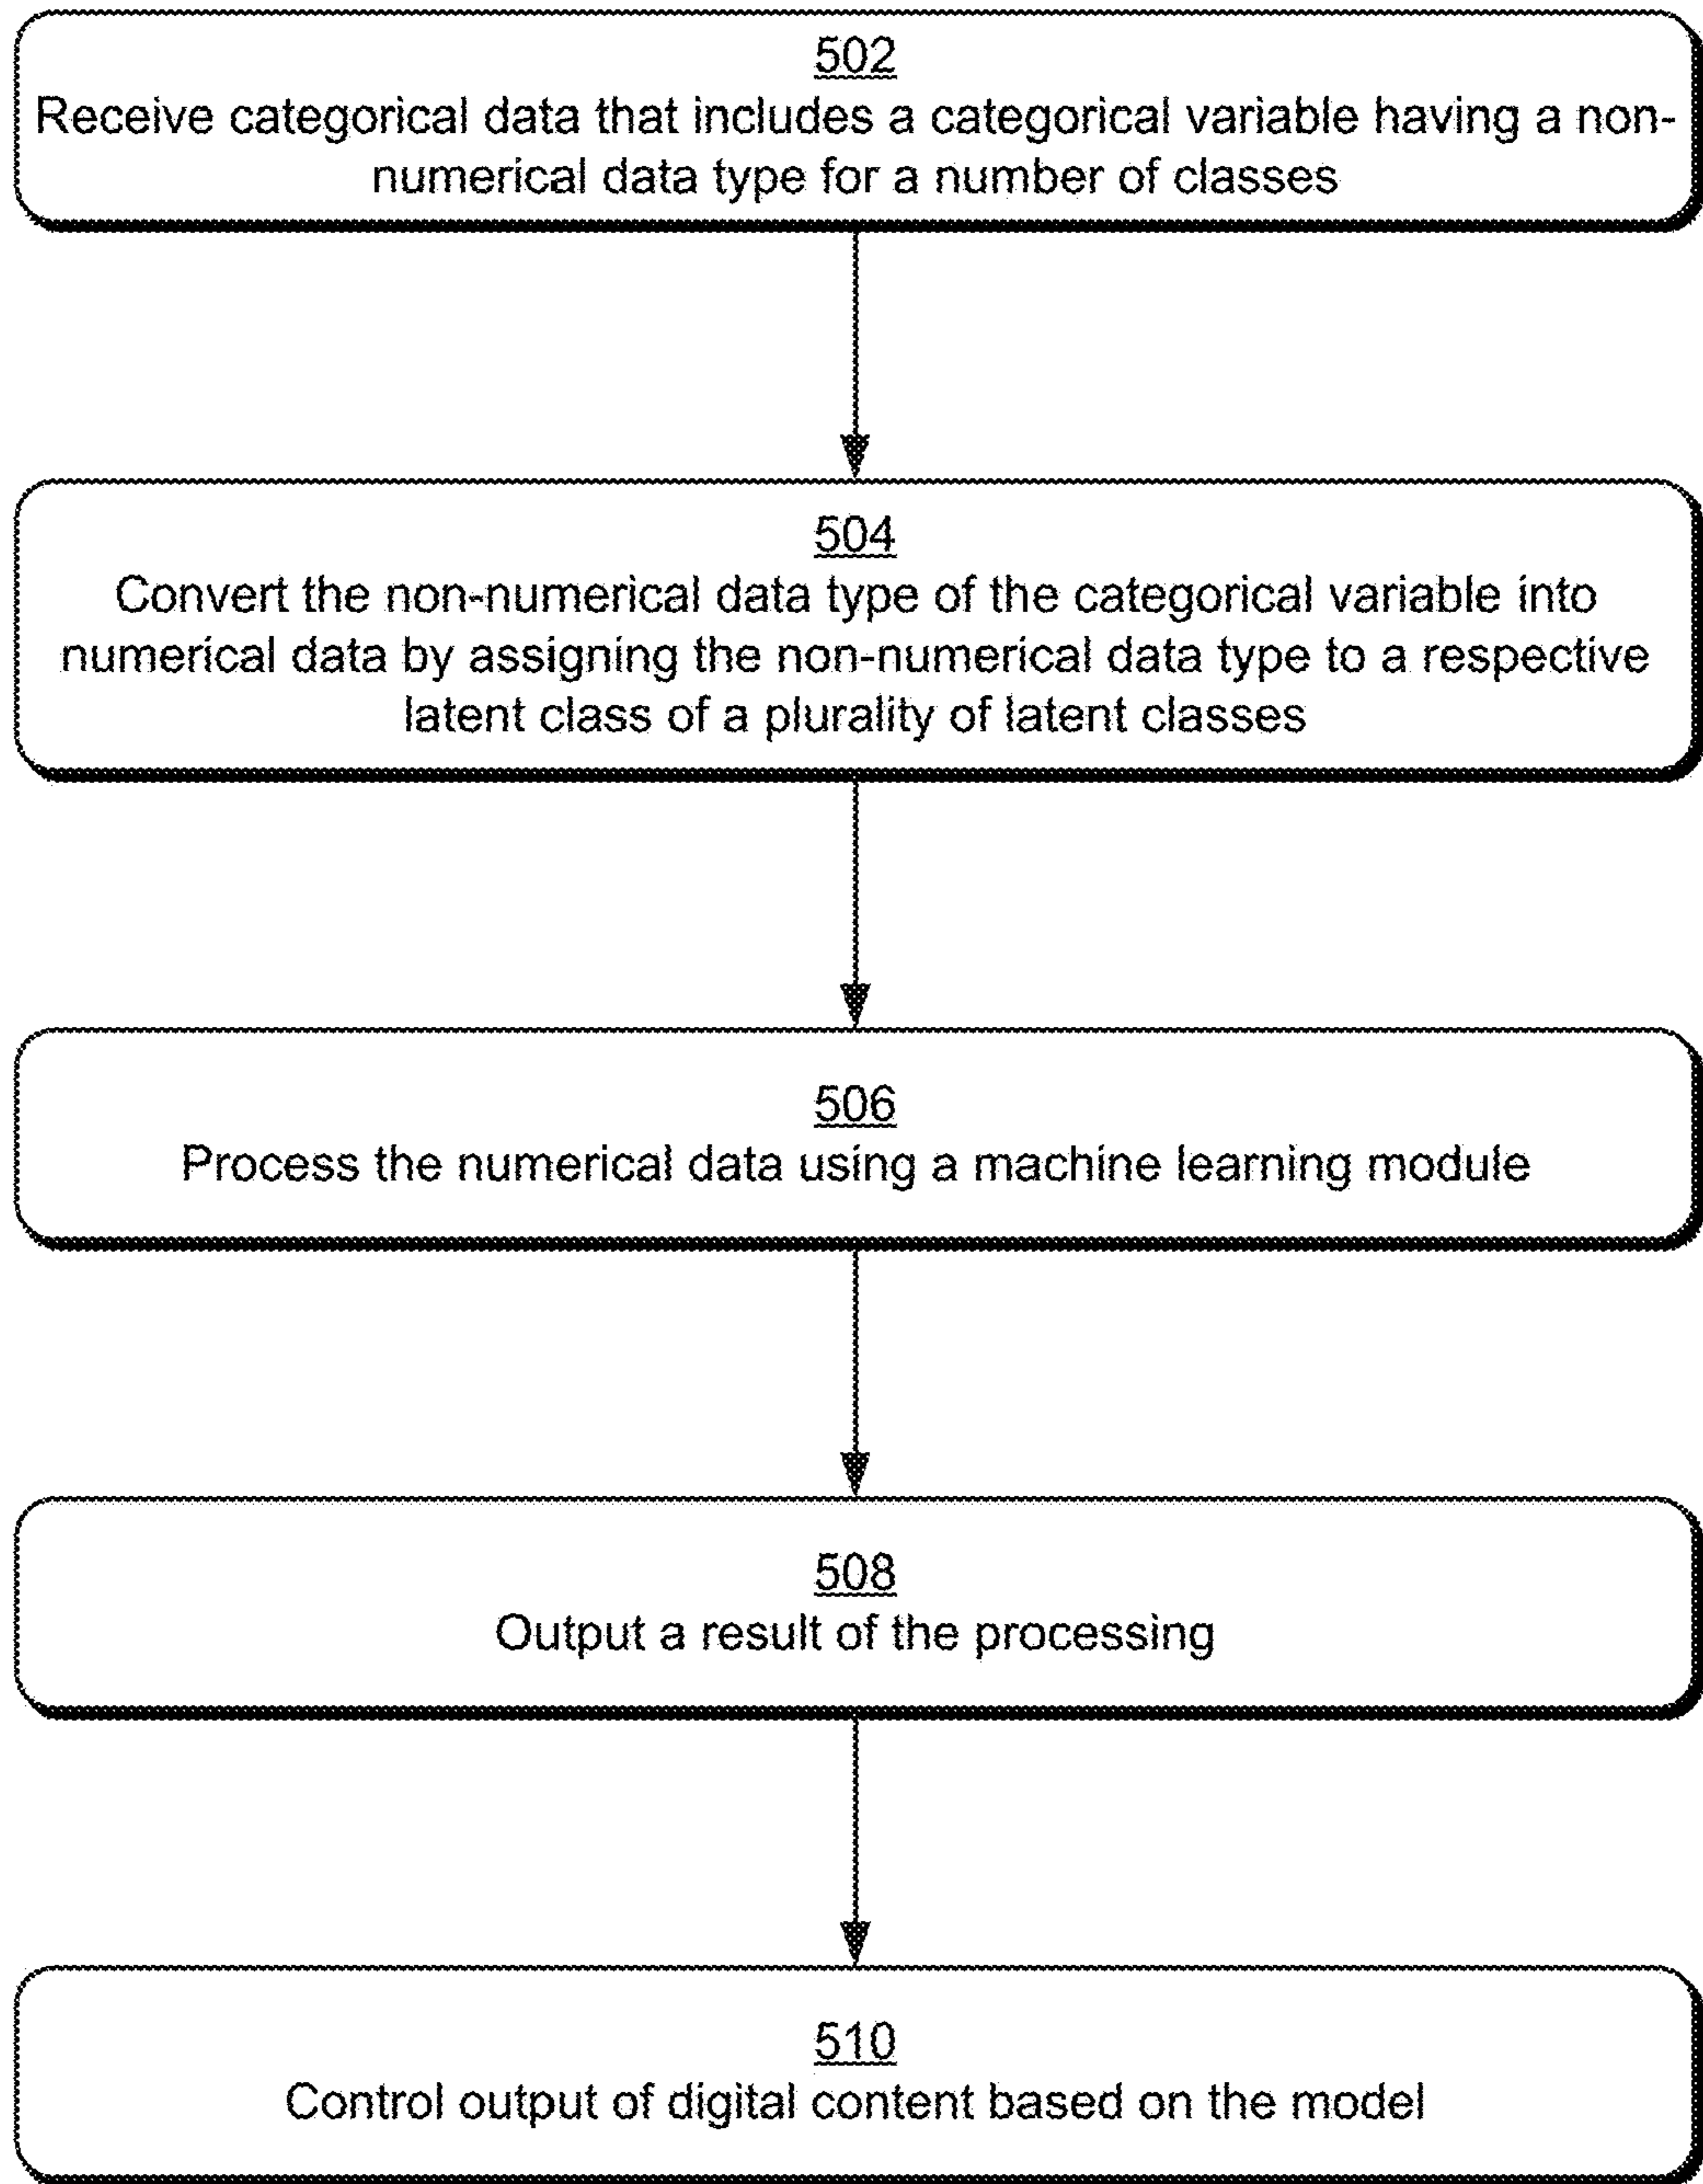 502
Receive categorical data that includes a categorical variable having a non-
numerical data type for a number of classes
504
Convert the non-numerical data type of the categorical variable into
numerical data by assigning the non-numerical data type to a respective
latent class of a plurality of latent classes
506
Process the numerical data using a machine learning module
508
Output a result of the processing
510
Control output of digital content based on the model